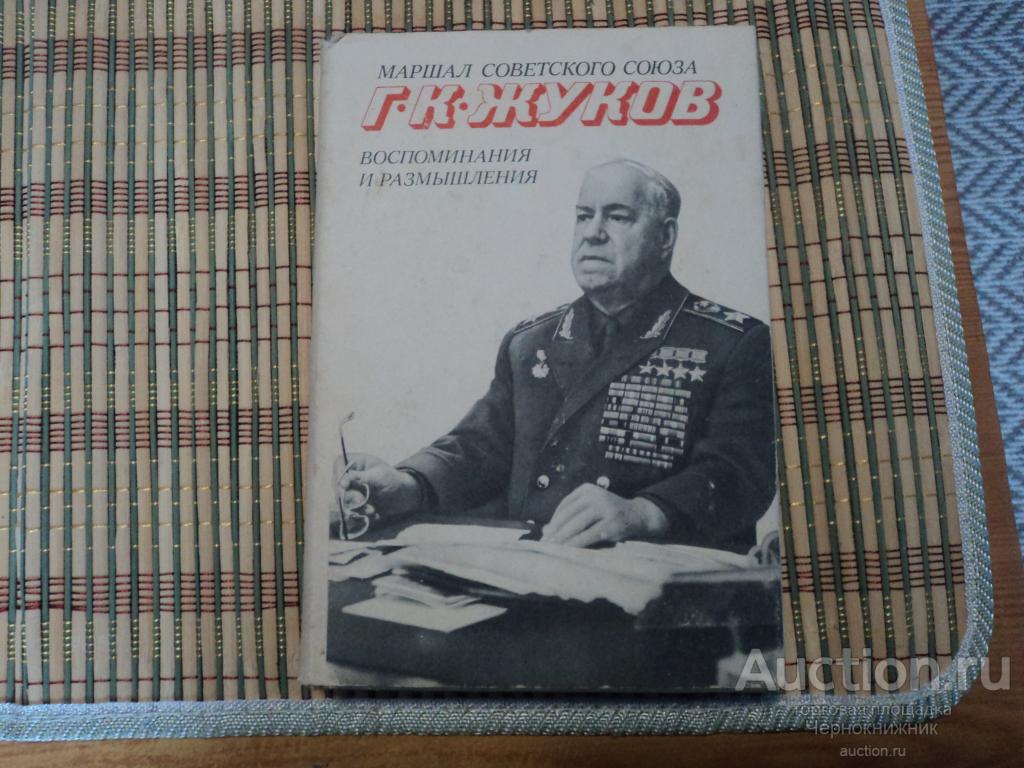 МАРШАЛ СОВЕТСКОГО СОЮЗА
Г·К·ЖУКОВ
ВОСПОМИНАНИЯ
И РАЗМЫШЛЕНИЯ
Auction.ru
торговая площадка
Чернокнижник
auction.ru